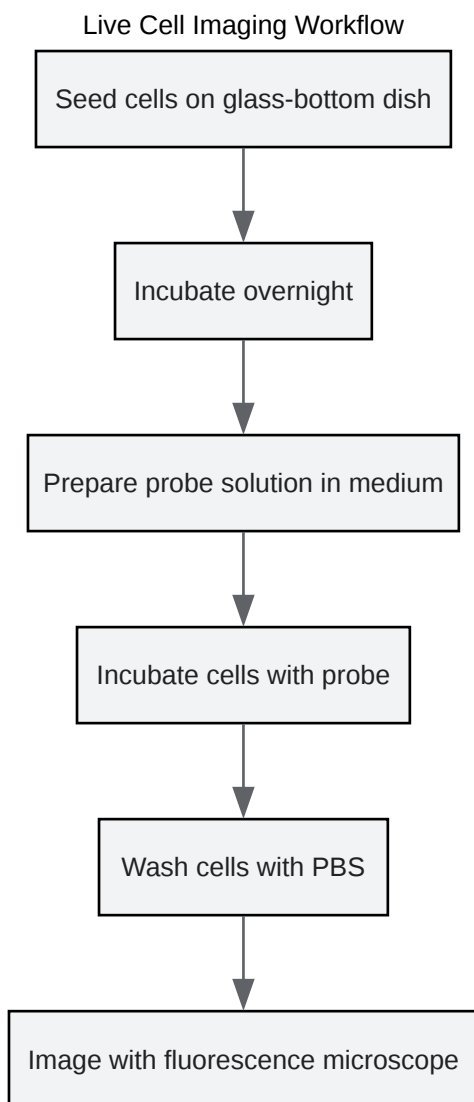 Live Cell Imaging Workflow
Seed cells on glass-bottom dish
Incubate overnight
Prepare probe solution in medium
Incubate cells with probe
Wash cells with PBS
Image with fluorescence microscope